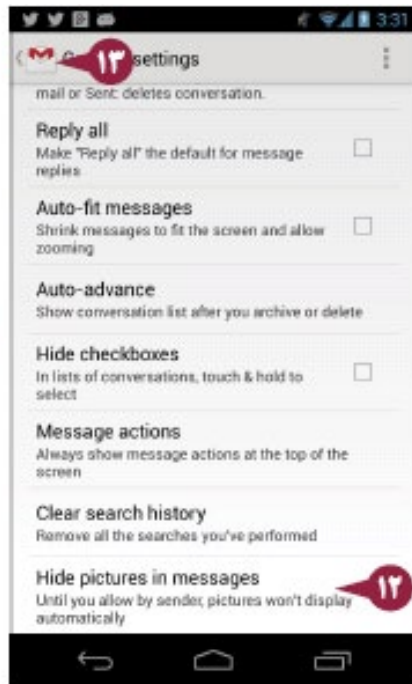 3:31
۱۳ settings
mail or Sent: deletes conversation.
Reply all
Make "Reply all" the default for message
replies
Auto-fit messages
Shrink messages to fit the screen and allow
zooming
Auto-advance
Show conversation list after you archive or delete
Hide checkboxes
In lists of conversations, touch & hold to
select
Message actions
Always show message actions at the top of the
screen
Clear search history
Remove all the searches you've performed
Hide pictures in messages
Until you allow by sender, pictures won't display
automatically
۱۲